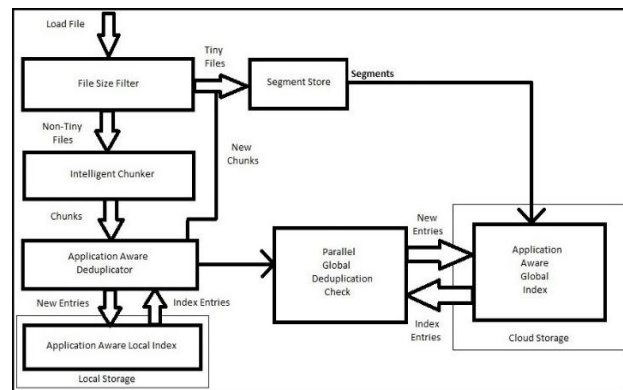 Load File
File Size Filter
Tiny
Files
Segment Store
Segments
Non-Tiny
Files
New
Chunks
Intelligent Chunker
Chunks
Application Aware
Deduplicator
Parallel
Global
Deduplication
Check
New
Entries
Application
Aware
Global
Index
Index
Entries
Cloud Storage
New Entries
Index Entries
Application Aware Local Index
Local Storage